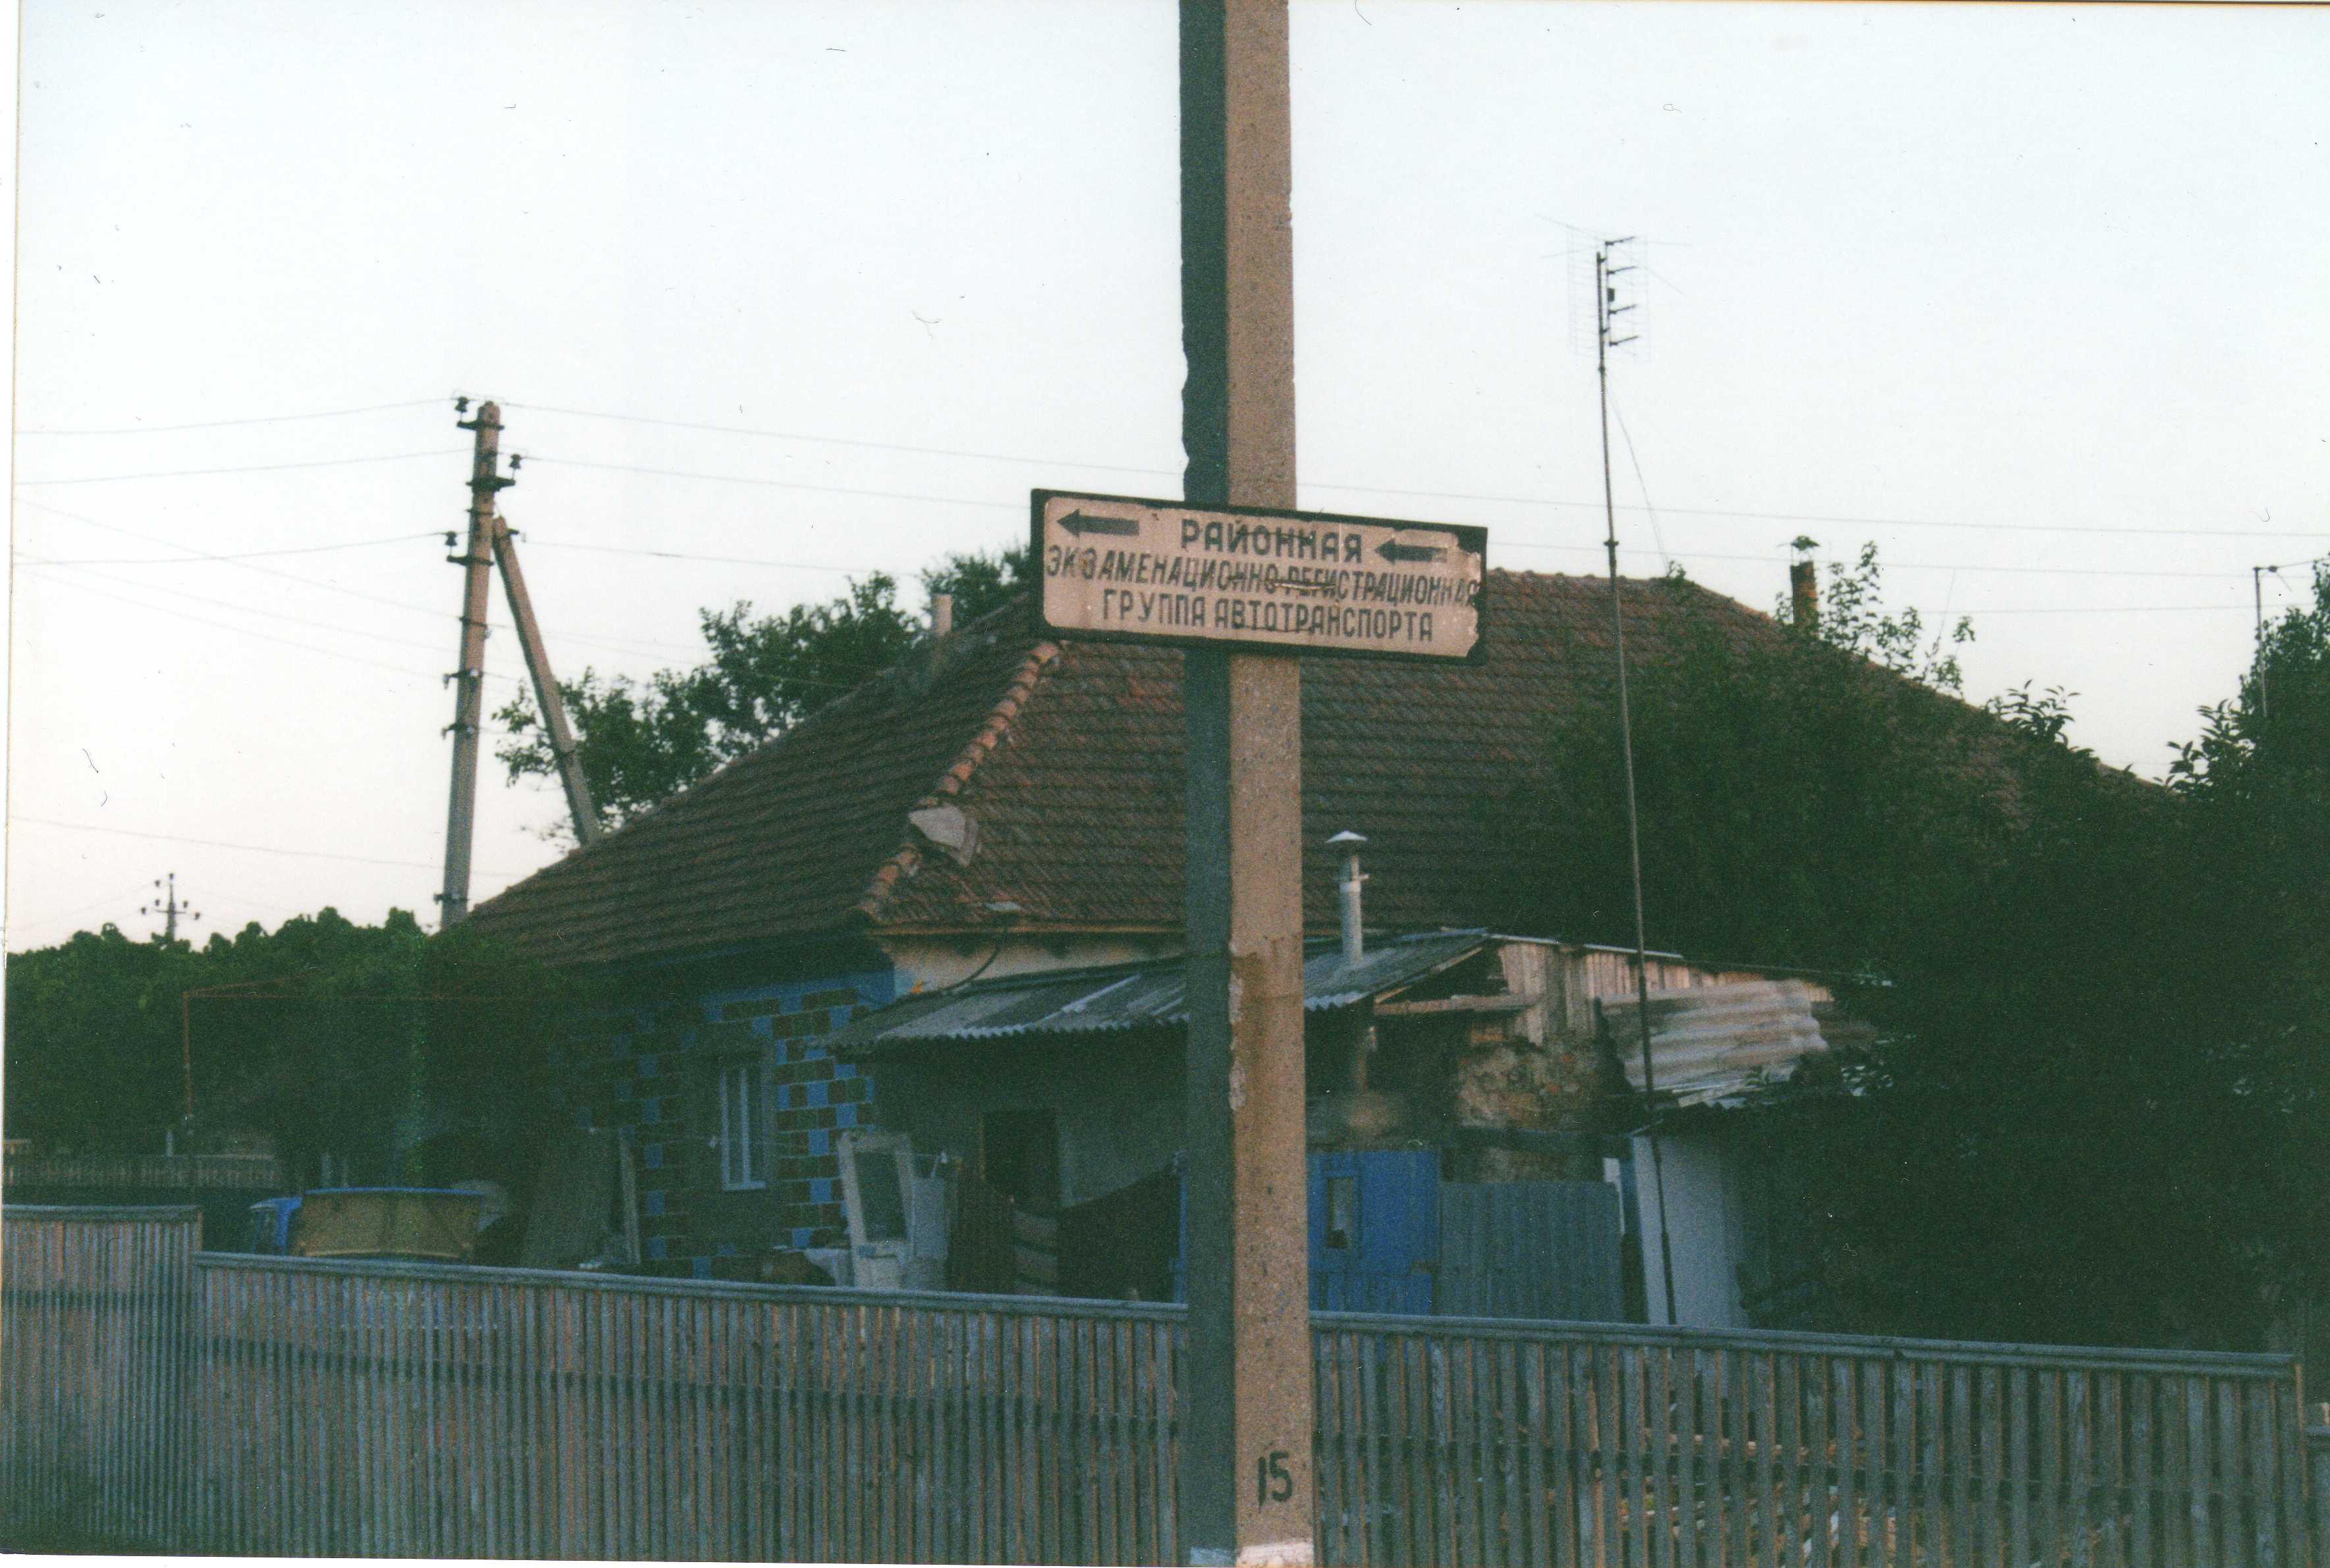 РАЙОННАЯ
ЭКЗАМЕНАЦИОННО-РЕГИСТРАЦИОННАЯ
ГРУППА АВТОТРАНСПОРТА
15